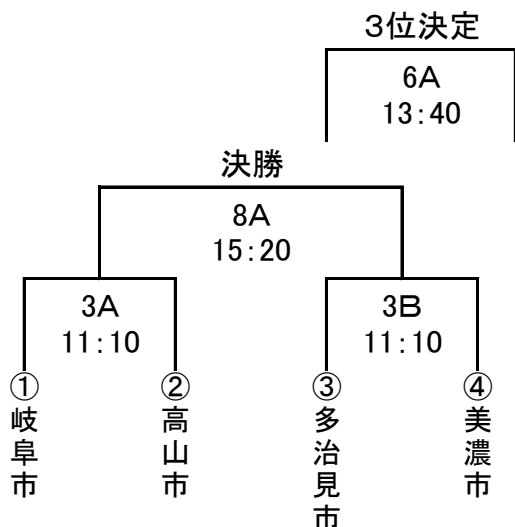 3位決定
6A
13:40
決勝
8A
15:20
3A
11:10
3B
11:10
①岐阜市
②高山市
③多治見市
④美濃市